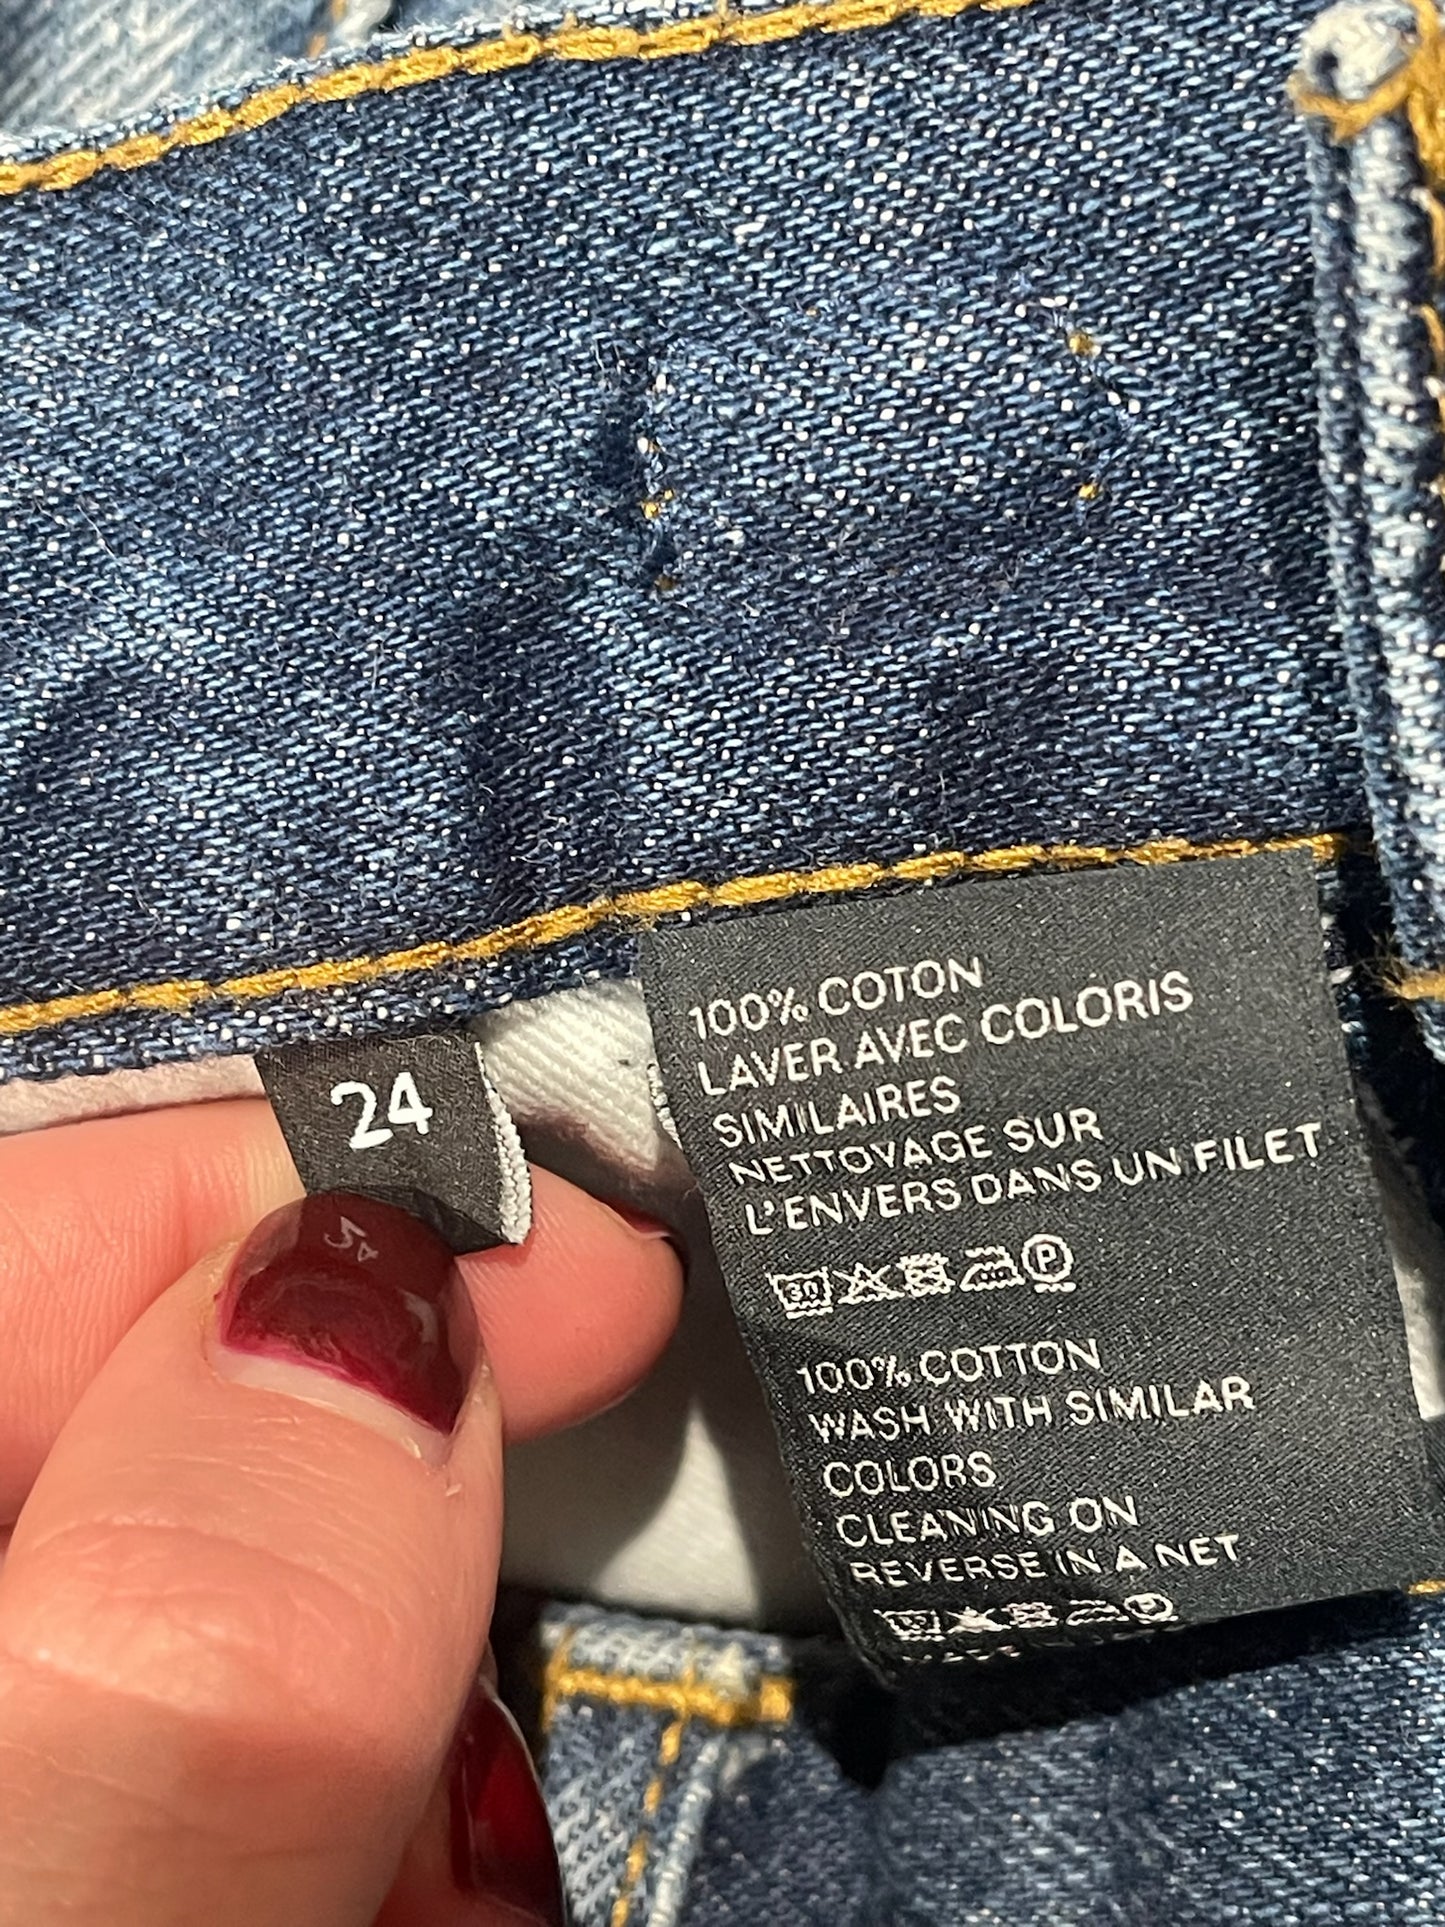 24
100% COTON
LAVER AVEC COLORIS
SIMILAIRES
NETTOYAGE SUR
L'ENVERS DANS UN FILET
30 P
100% COTTON
WASH WITH SIMILAR
COLORS
CLEANING ON
REVERSE IN A NET